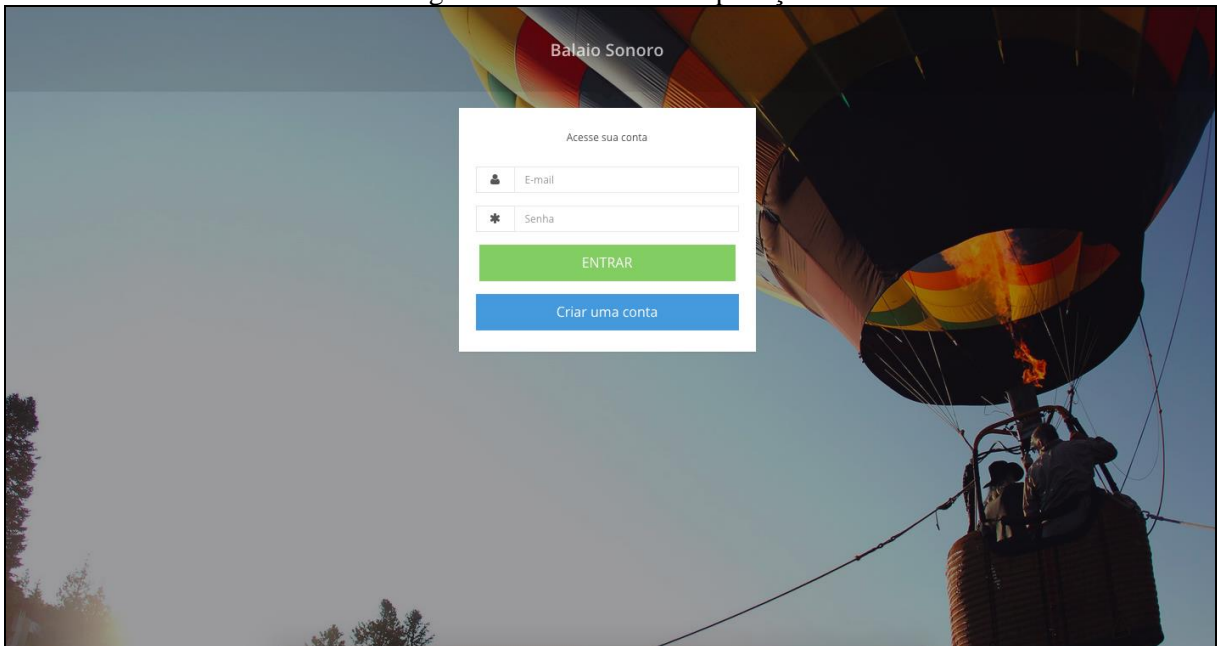 Balaio Sonoro
Acesse sua conta
E-mail
Senha
ENTRAR
Criar uma conta